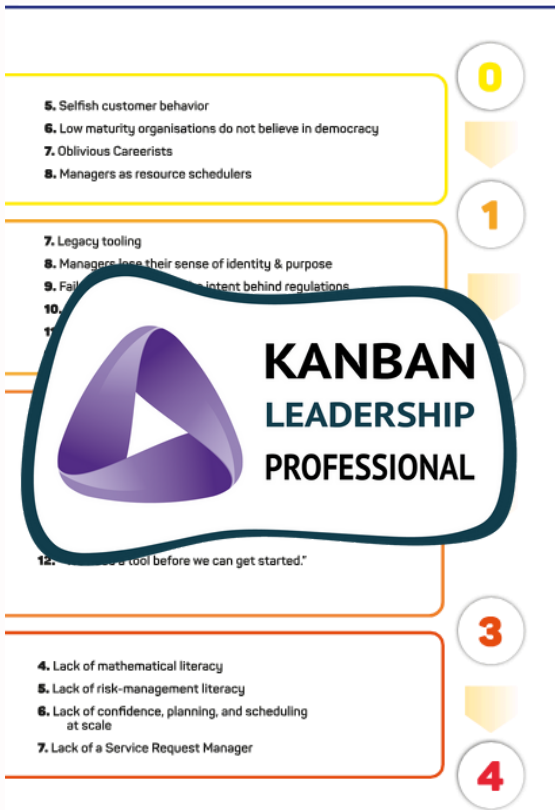 0
5. Selfish customer behavior
6. Low maturity organisations do not believe in democracy
7. Oblivious Careerists
8. Managers as resource schedulers
1
7. Legacy tooling
8. Managers their sense of identity & purpose
9. intent behind regulations
10.
KANBAN
LEADERSHIP
PROFESSIONAL
12. tool before we can get started."
3
4. Lack of mathematical literacy
5. Lack of risk-management literacy
6. Lack of confidence, planning, and scheduling
at scale
7. Lack of a Service Request Manager
4